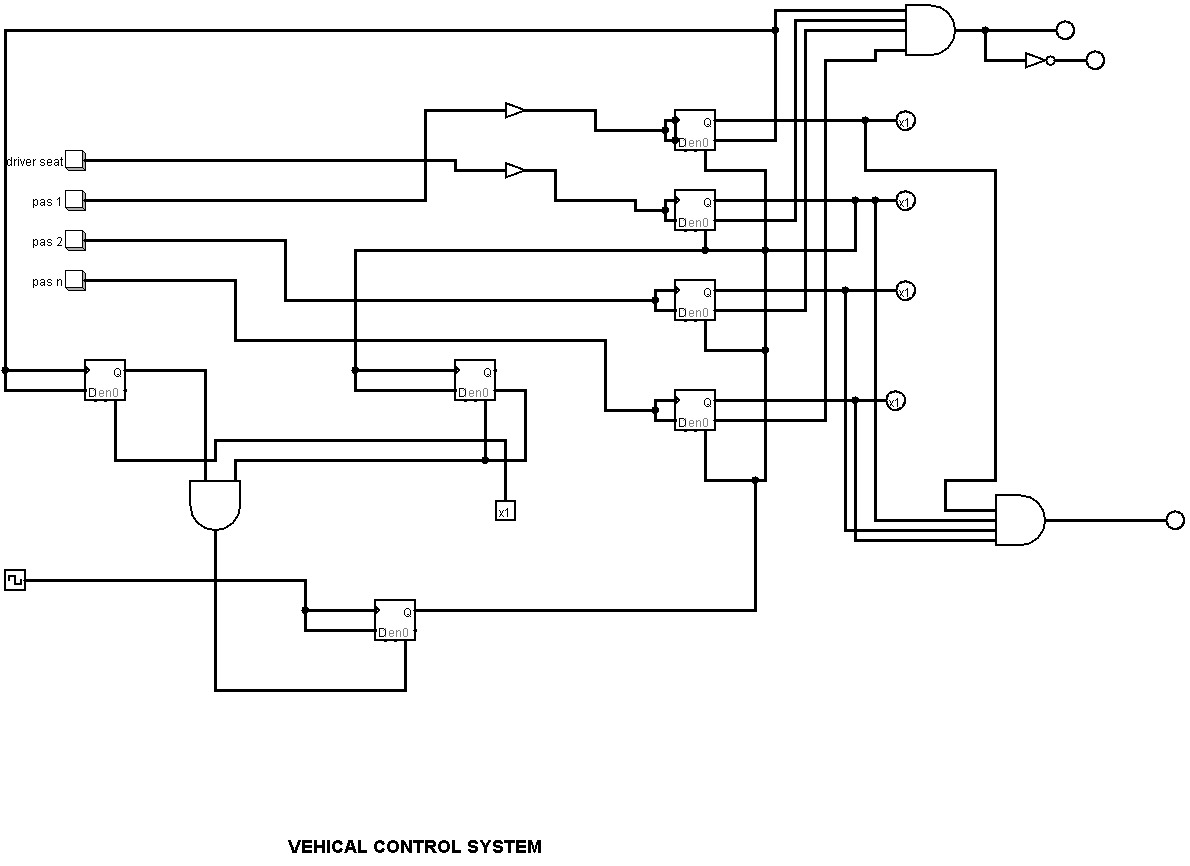 Q
Den0
x1
driver seat
pas 1
Q
Den0
x1
pas 2
pas n
Q
Den0
x1
Q
Den0
Q
Den0
Q
Den0
x1
x1
Q
Den0
VEHICAL CONTROL SYSTEM